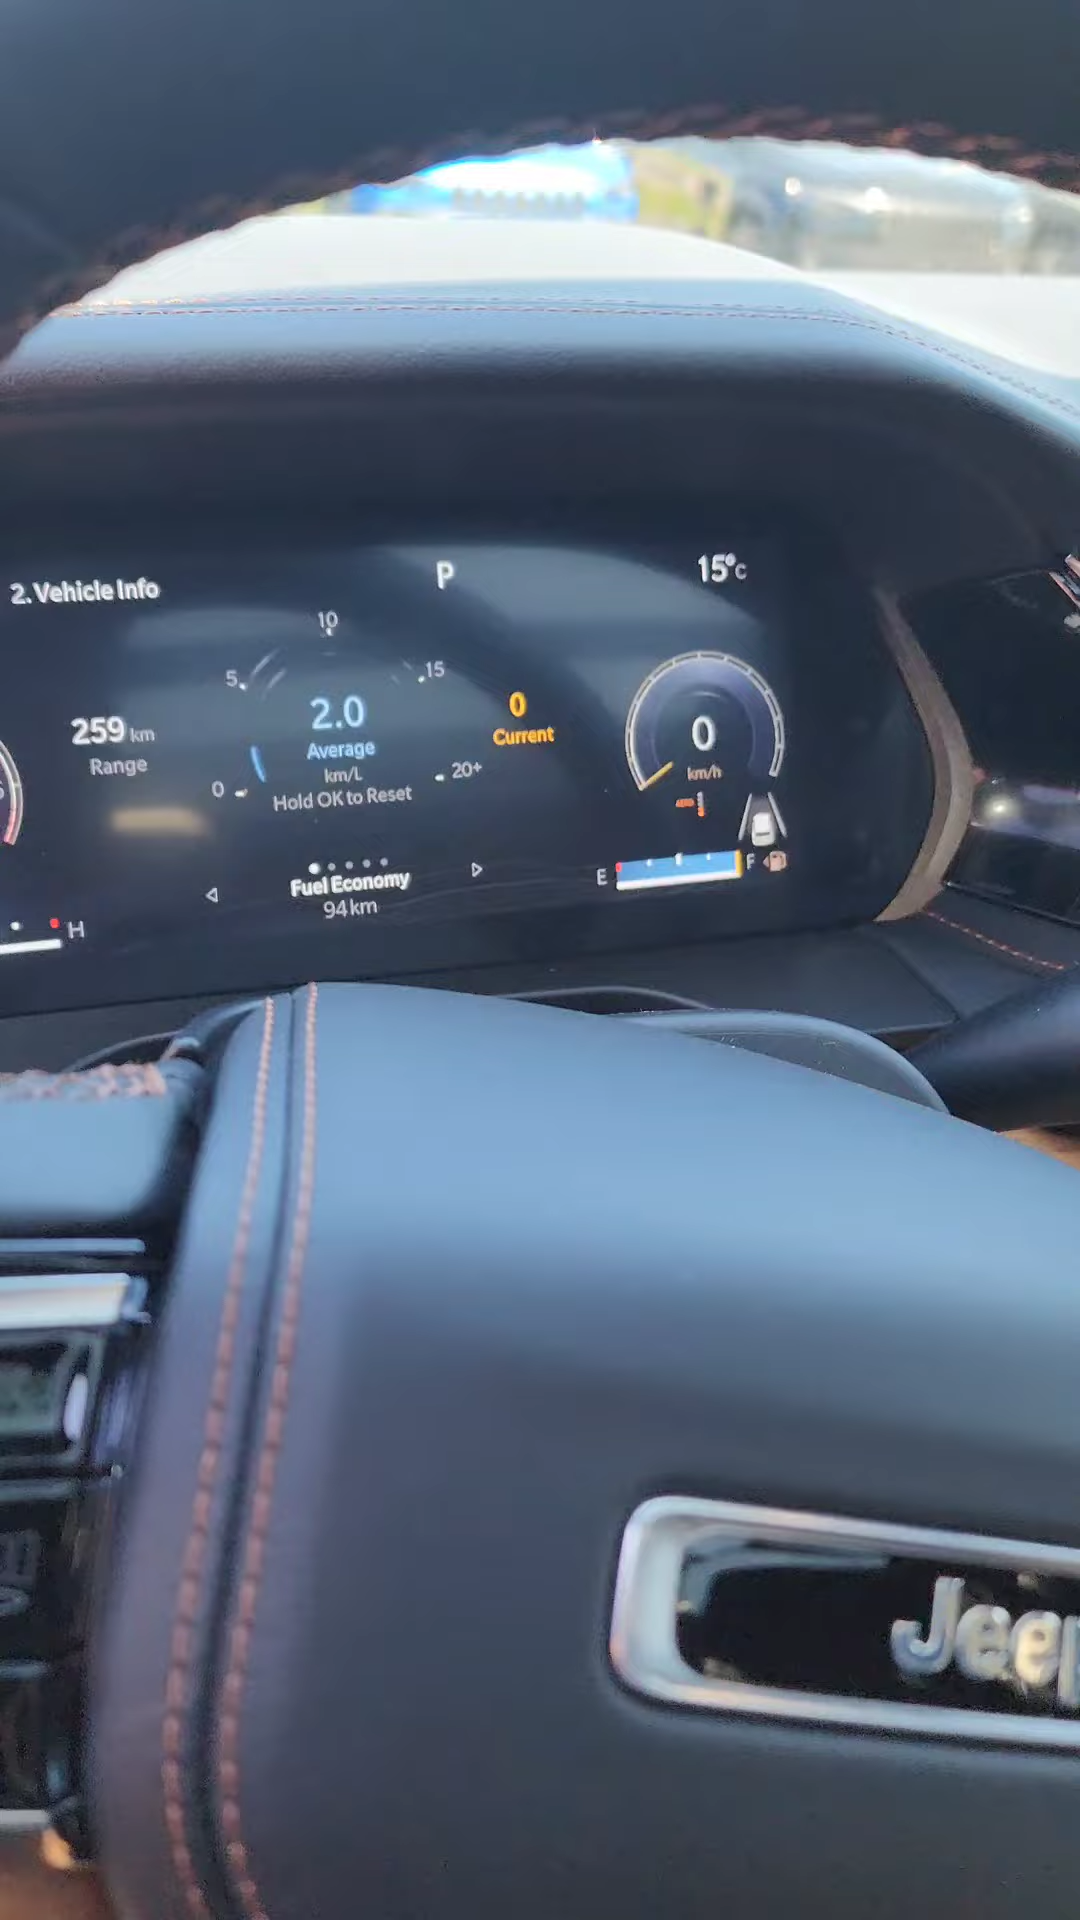 2. Vehicle Info
P
15°C
10
5
15
259 km
Range
2.0
Average
km/L
Hold OK to Reset
0
Current
0
20+
0
km/h
AUTO
E
F
Fuel Economy
94 km
H
Jeep